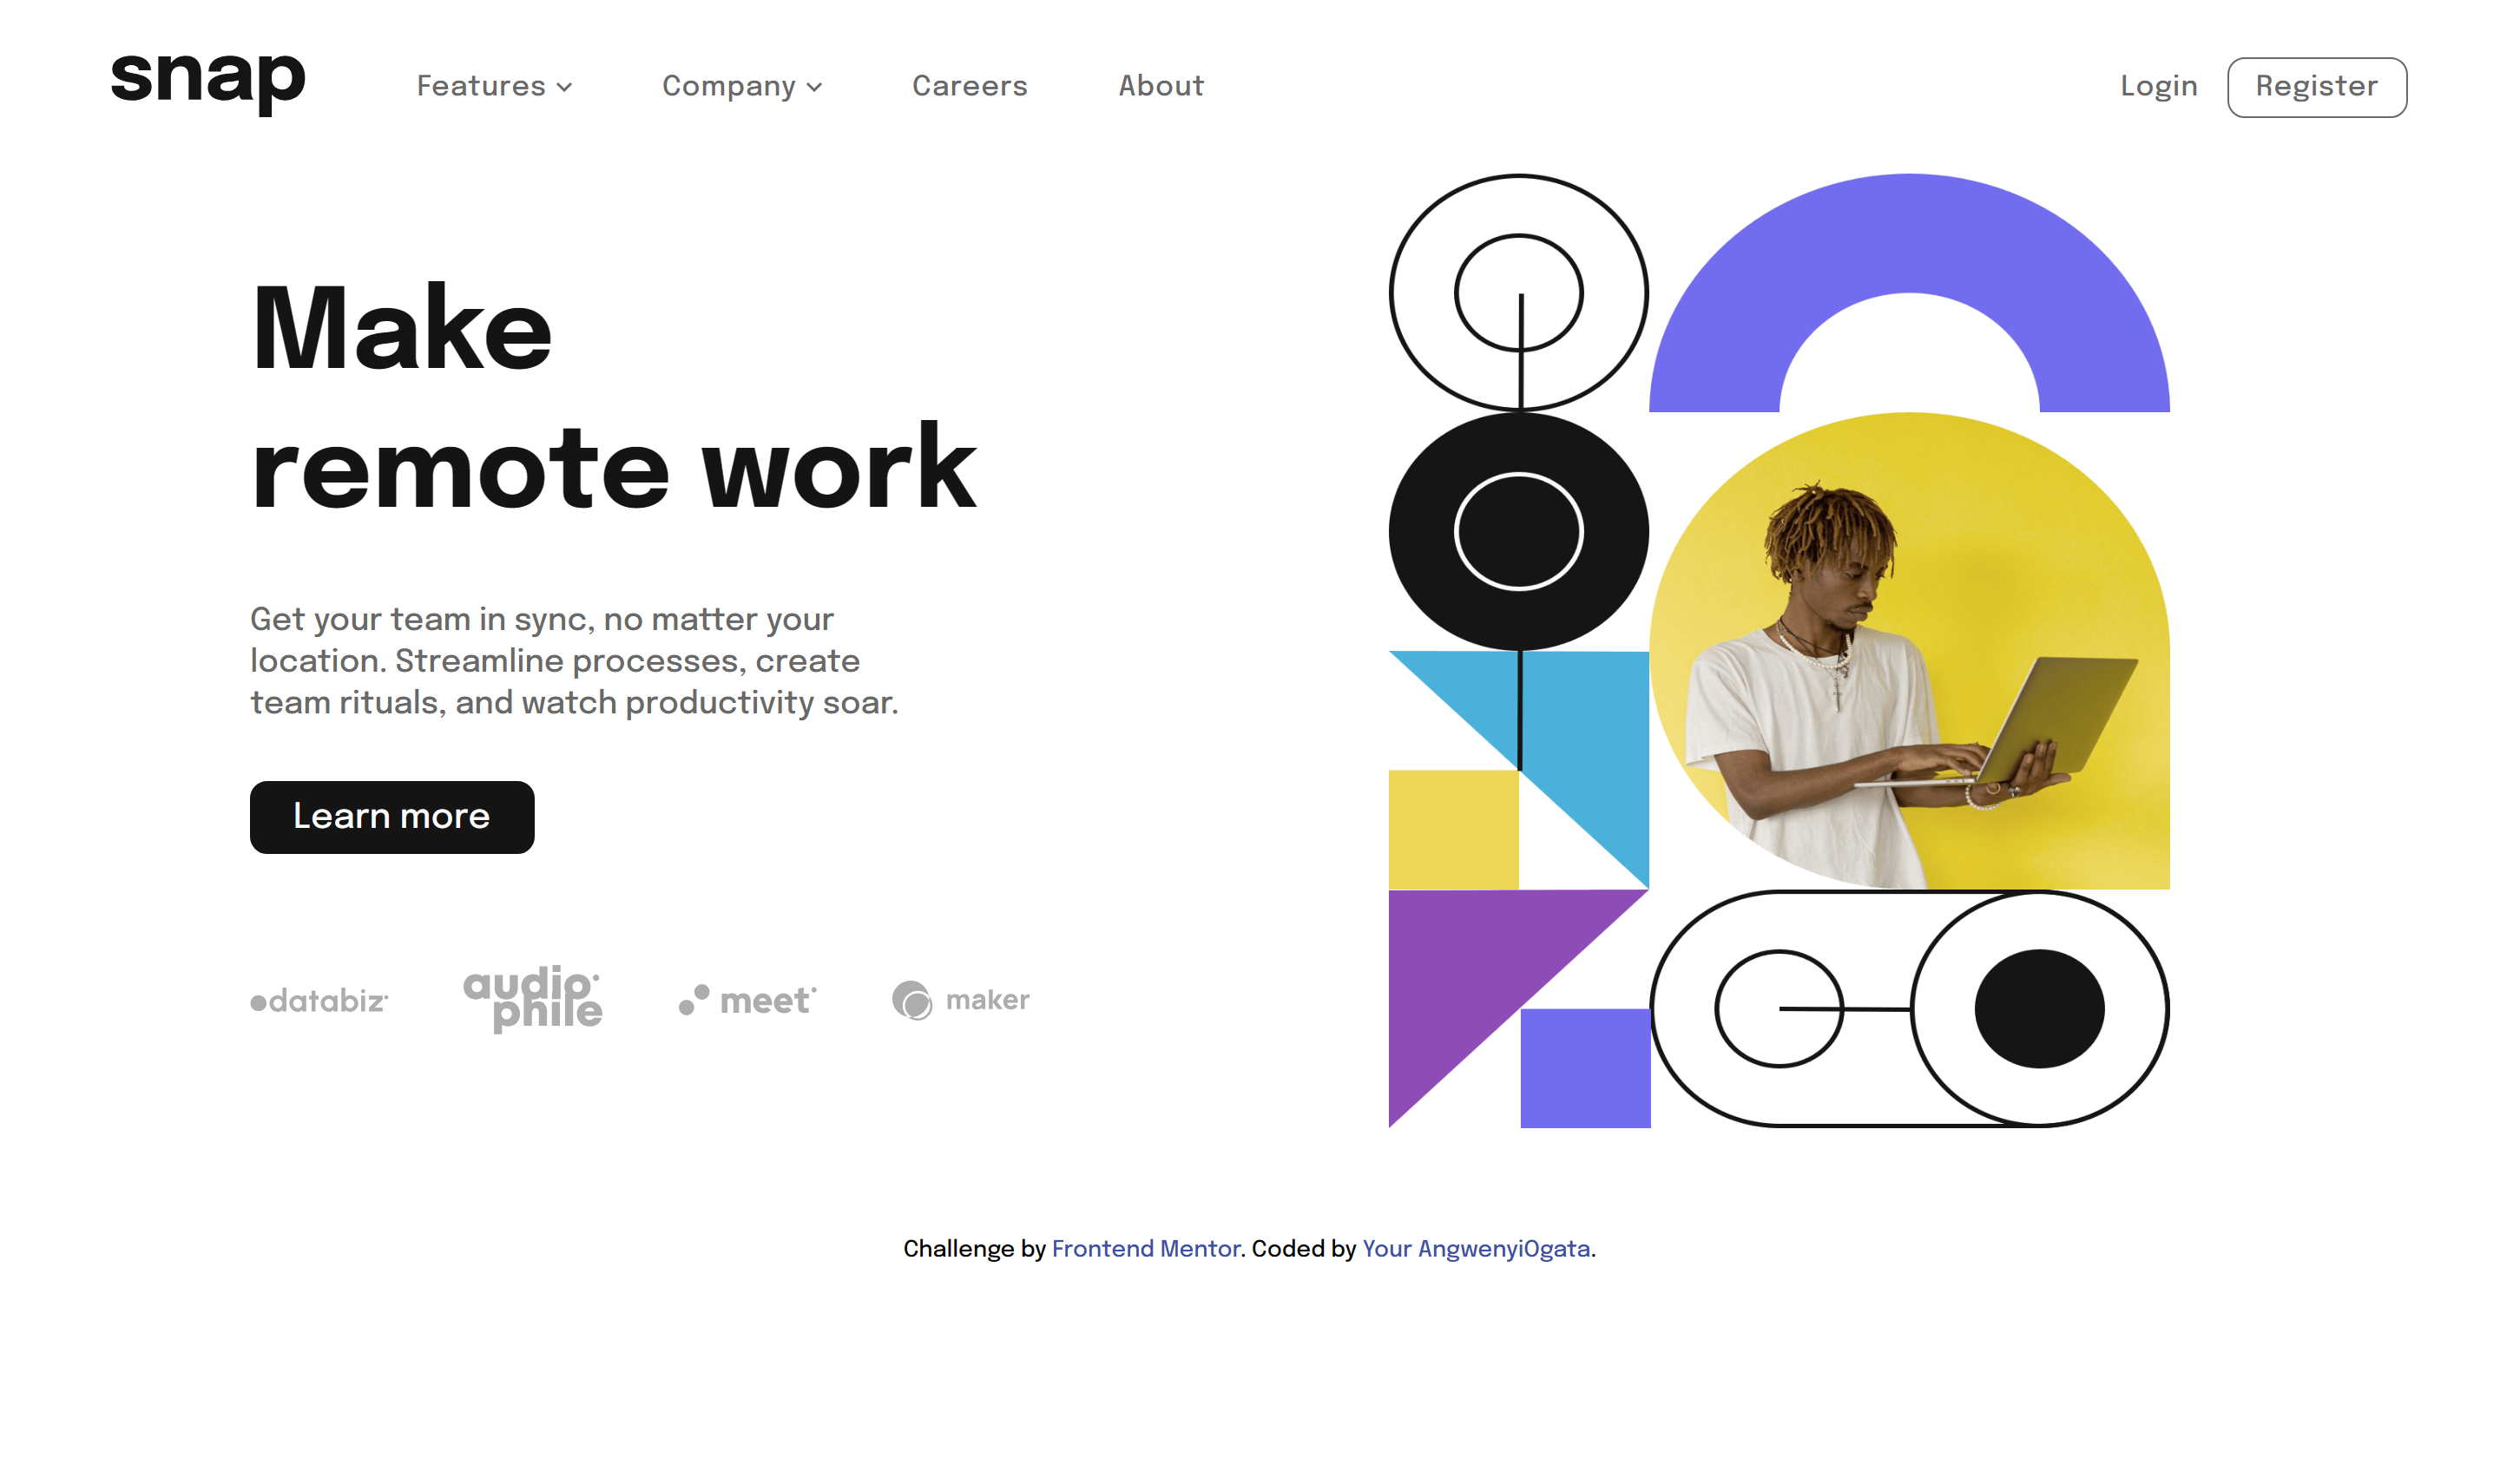 snap
Features
Company
Careers
About
Login
Register
Make
remote work
Get your team in sync, no matter your
location. Streamline processes, create
team rituals, and watch productivity soar.
Learn more
databiz
audio
phile
meet
maker
Challenge by Frontend Mentor. Coded by Your AngwenyiOgata.